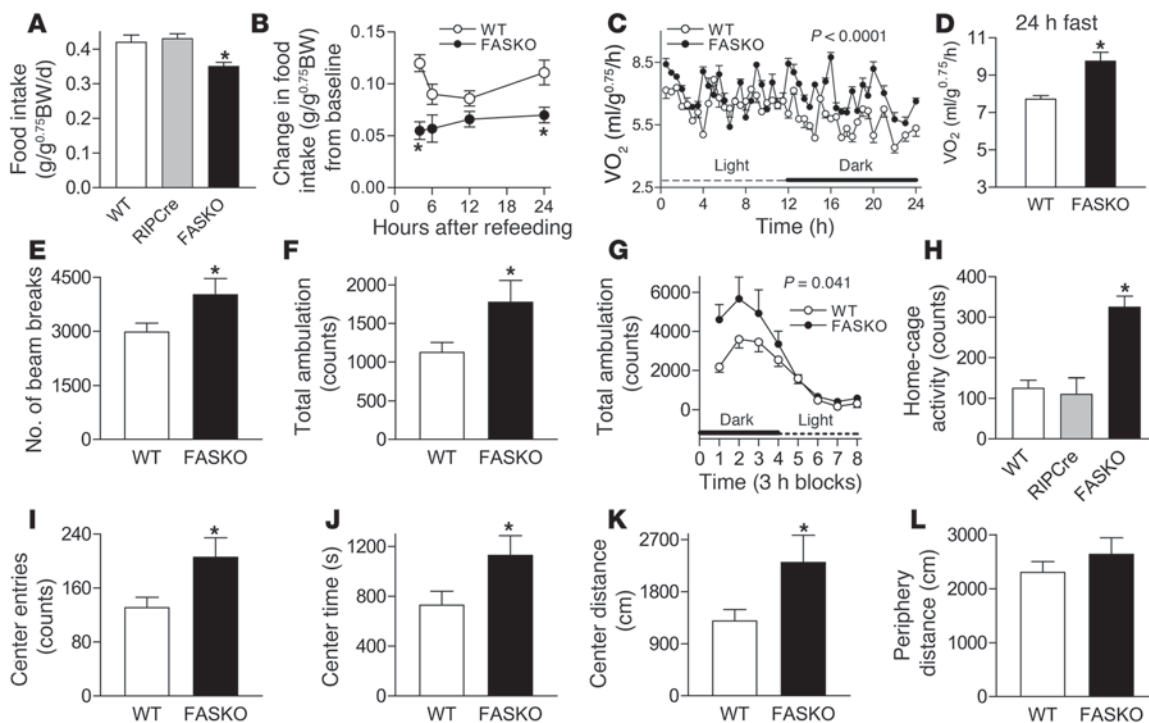 A
Food intake
(g/g0.75BW/d)
0.4
0.3
0.2
0.1
0.0
WT
RIPCre
FASKO
*
B
Change in food
intake (g/g0.75BW)
from baseline
0.15
0.10
0.05
0.00
WT
FASKO
*
*
0 6 12 18 24
Hours after refeeding
C
VO2 (ml/g0.75/h)
WT
FASKO
P < 0.0001
8.5
5.5
2.5
Light
Dark
0 4 8 12 16 20 24
Time (h)
D
24 h fast
VO2 (ml/g0.75/h)
13
11
9
7
5
3
*
WT FASKO
E
No. of beam breaks
4500
3000
1500
0
*
WT FASKO
F
Total ambulation
(counts)
2000
1500
1000
500
0
*
WT FASKO
G
Total ambulation
(counts)
P = 0.041
WT
FASKO
6000
4000
2000
0
Dark
Light
0 1 2 3 4 5 6 7 8
Time (3 h blocks)
H
Home-cage
activity (counts)
400
300
200
100
0
*
WT
RIPCre
FASKO
I
Center entries
(counts)
240
160
80
0
*
WT FASKO
J
Center time (s)
1200
800
400
0
*
WT FASKO
K
Center distance
(cm)
2700
1800
900
0
*
WT FASKO
L
Periphery
distance (cm)
3000
2000
1000
0
WT FASKO